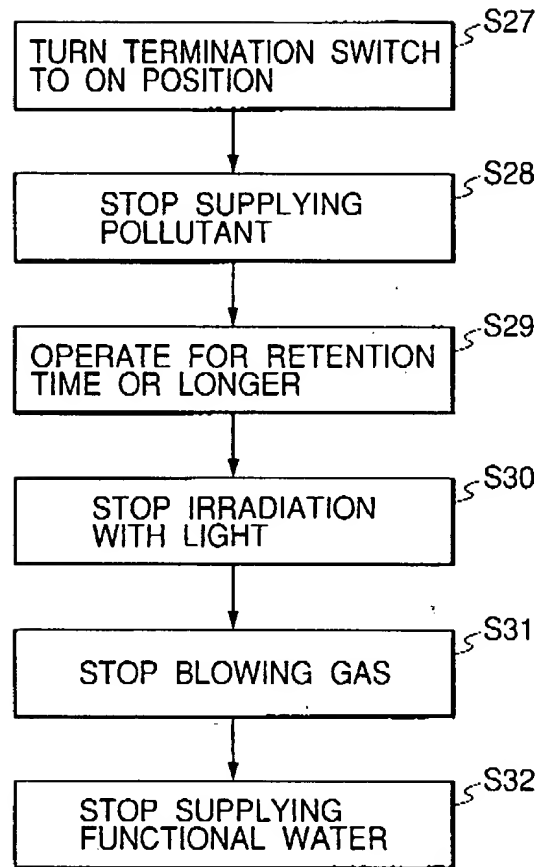 S27
TURN TERMINATION SWITCH
TO ON POSITION
S28
STOP SUPPLYING
POLLUTANT
S29
OPERATE FOR RETENTION
TIME OR LONGER
S30
STOP IRRADIATION
WITH LIGHT
S31
STOP BLOWING GAS
S32
STOP SUPPLYING
FUNCTIONAL WATER